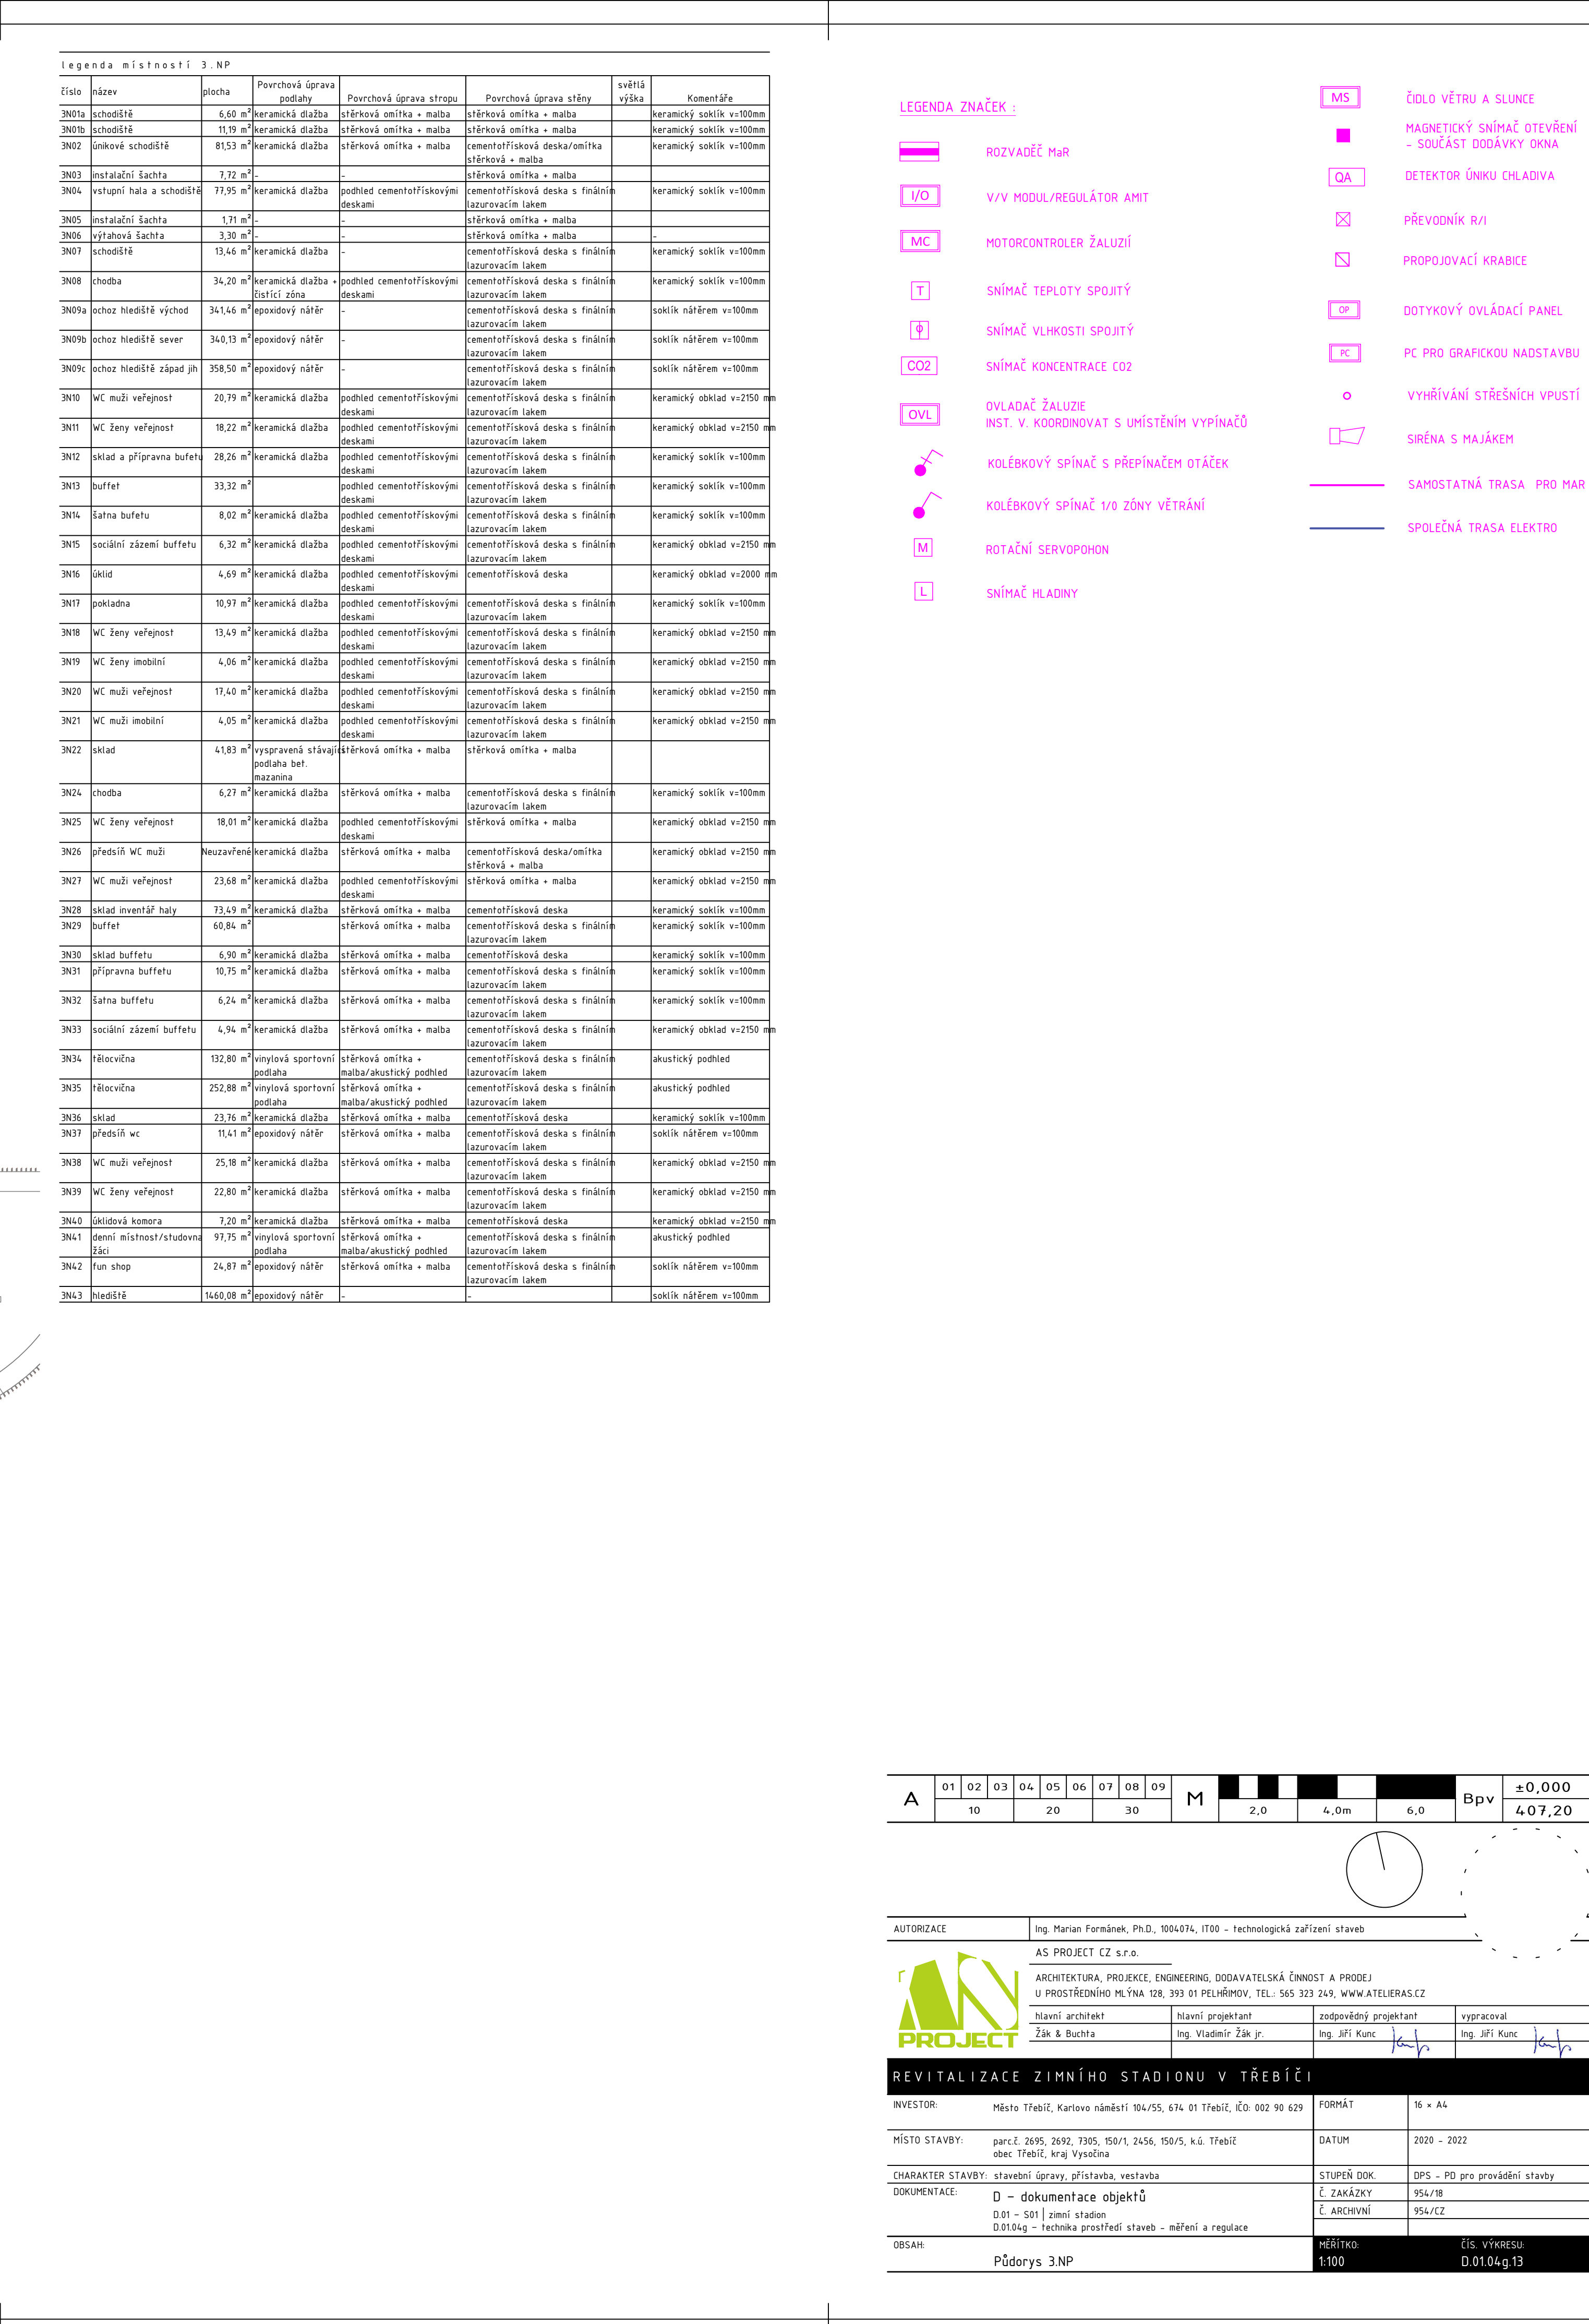 legenda místností 3.NP
číslo název plocha Povrchová úprava podlahy Povrchová úprava stropu Povrchová úprava stěny světlá výška Komentáře
3N01a schodiště 6,60 m² keramická dlažba stěrková omítka + malba stěrková omítka + malba keramický soklík v=100mm
3N01b schodiště 11,19 m² keramická dlažba stěrková omítka + malba stěrková omítka + malba keramický soklík v=100mm
3N02 únikové schodiště 81,53 m² keramická dlažba stěrková omítka + malba cementotřísková deska/omítka stěrková + malba keramický soklík v=100mm
3N03 instalační šachta 7,72 m² - - stěrková omítka + malba
3N04 vstupní hala a schodiště 77,95 m² keramická dlažba podhled cementotřískovými deskami cementotřísková deska s finálním lazurovacím lakem keramický soklík v=100mm
3N05 instalační šachta 1,71 m² - - stěrková omítka + malba
3N06 výtahová šachta 3,30 m² - - stěrková omítka + malba -
3N07 schodiště 13,46 m² keramická dlažba - cementotřísková deska s finálním lazurovacím lakem keramický soklík v=100mm
3N08 chodba 34,20 m² keramická dlažba + čistící zóna podhled cementotřískovými deskami cementotřísková deska s finálním lazurovacím lakem keramický soklík v=100mm
3N09a ochoz hlediště východ 341,46 m² epoxidový nátěr - cementotřísková deska s finálním lazurovacím lakem soklík nátěrem v=100mm
3N09b ochoz hlediště sever 340,13 m² epoxidový nátěr - cementotřísková deska s finálním lazurovacím lakem soklík nátěrem v=100mm
3N09c ochoz hlediště západ jih 358,50 m² epoxidový nátěr - cementotřísková deska s finálním lazurovacím lakem soklík nátěrem v=100mm
3N10 WC muži veřejnost 20,79 m² keramická dlažba podhled cementotřískovými deskami cementotřísková deska s finálním lazurovacím lakem keramický obklad v=2150 mm
3N11 WC ženy veřejnost 18,22 m² keramická dlažba podhled cementotřískovými deskami cementotřísková deska s finálním lazurovacím lakem keramický obklad v=2150 mm
3N12 sklad a přípravna bufetu 28,26 m² keramická dlažba podhled cementotřískovými deskami cementotřísková deska s finálním lazurovacím lakem keramický soklík v=100mm
3N13 buffet 33,32 m² podhled cementotřískovými deskami cementotřísková deska s finálním lazurovacím lakem keramický soklík v=100mm
3N14 šatna bufetu 8,02 m² keramická dlažba podhled cementotřískovými deskami cementotřísková deska s finálním lazurovacím lakem keramický soklík v=100mm
3N15 sociální zázemí buffetu 6,32 m² keramická dlažba podhled cementotřískovými deskami cementotřísková deska s finálním lazurovacím lakem keramický obklad v=2150 mm
3N16 úklid 4,69 m² keramická dlažba podhled cementotřískovými deskami cementotřísková deska keramický obklad v=2000 mm
3N17 pokladna 10,97 m² keramická dlažba podhled cementotřískovými deskami cementotřísková deska s finálním lazurovacím lakem keramický soklík v=100mm
3N18 WC ženy veřejnost 13,49 m² keramická dlažba podhled cementotřískovými deskami cementotřísková deska s finálním lazurovacím lakem keramický obklad v=2150 mm
3N19 WC ženy imobilní 4,06 m² keramická dlažba podhled cementotřískovými deskami cementotřísková deska s finálním lazurovacím lakem keramický obklad v=2150 mm
3N20 WC muži veřejnost 17,40 m² keramická dlažba podhled cementotřískovými deskami cementotřísková deska s finálním lazurovacím lakem keramický obklad v=2150 mm
3N21 WC muži imobilní 4,05 m² keramická dlažba podhled cementotřískovými deskami cementotřísková deska s finálním lazurovacím lakem keramický obklad v=2150 mm
3N22 sklad 41,83 m² vyspravená stávající podlaha bet. mazanina stěrková omítka + malba stěrková omítka + malba
3N24 chodba 6,27 m² keramická dlažba stěrková omítka + malba cementotřísková deska s finálním lazurovacím lakem keramický soklík v=100mm
3N25 WC ženy veřejnost 18,01 m² keramická dlažba podhled cementotřískovými deskami stěrková omítka + malba keramický obklad v=2150 mm
3N26 předsíň WC muži Neuzavřené keramická dlažba stěrková omítka + malba cementotřísková deska/omítka stěrková + malba keramický obklad v=2150 mm
3N27 WC muži veřejnost 23,68 m² keramická dlažba podhled cementotřískovými deskami stěrková omítka + malba keramický obklad v=2150 mm
3N28 sklad inventář haly 73,49 m² keramická dlažba stěrková omítka + malba cementotřísková deska keramický soklík v=100mm
3N29 buffet 60,84 m² stěrková omítka + malba cementotřísková deska s finálním lazurovacím lakem keramický soklík v=100mm
3N30 sklad buffetu 6,90 m² keramická dlažba stěrková omítka + malba cementotřísková deska keramický soklík v=100mm
3N31 přípravna buffetu 10,75 m² keramická dlažba stěrková omítka + malba cementotřísková deska s finálním lazurovacím lakem keramický soklík v=100mm
3N32 šatna buffetu 6,24 m² keramická dlažba stěrková omítka + malba cementotřísková deska s finálním lazurovacím lakem keramický soklík v=100mm
3N33 sociální zázemí buffetu 4,94 m² keramická dlažba stěrková omítka + malba cementotřísková deska s finálním lazurovacím lakem keramický obklad v=2150 mm
3N34 tělocvična 132,80 m² vinylová sportovní podlaha stěrková omítka + malba/akustický podhled cementotřísková deska s finálním lazurovacím lakem akustický podhled
3N35 tělocvična 252,88 m² vinylová sportovní podlaha stěrková omítka + malba/akustický podhled cementotřísková deska s finálním lazurovacím lakem akustický podhled
3N36 sklad 23,76 m² keramická dlažba stěrková omítka + malba cementotřísková deska keramický soklík v=100mm
3N37 předsíň wc 11,41 m² epoxidový nátěr stěrková omítka + malba cementotřísková deska s finálním lazurovacím lakem soklík nátěrem v=100mm
3N38 WC muži veřejnost 25,18 m² keramická dlažba stěrková omítka + malba cementotřísková deska s finálním lazurovacím lakem keramický obklad v=2150 mm
3N39 WC ženy veřejnost 22,80 m² keramická dlažba stěrková omítka + malba cementotřísková deska s finálním lazurovacím lakem keramický obklad v=2150 mm
3N40 úklidová komora 7,20 m² keramická dlažba stěrková omítka + malba cementotřísková deska keramický obklad v=2150 mm
3N41 denní místnost/studovna žáci 97,75 m² vinylová sportovní podlaha stěrková omítka + malba/akustický podhled cementotřísková deska s finálním lazurovacím lakem akustický podhled
3N42 fun shop 24,87 m² epoxidový nátěr stěrková omítka + malba cementotřísková deska s finálním lazurovacím lakem soklík nátěrem v=100mm
3N43 hlediště 1460,08 m² epoxidový nátěr - - soklík nátěrem v=100mm
LEGENDA ZNAČEK :
ROZVADĚČ MaR
I/O V/V MODUL/REGULÁTOR AMIT
MC MOTORCONTROLER ŽALUZIÍ
T SNÍMAČ TEPLOTY SPOJITÝ
SNÍMAČ VLHKOSTI SPOJITÝ
CO2 SNÍMAČ KONCENTRACE CO2
OVL OVLADAČ ŽALUZIE
INST. V. KOORDINOVAT S UMÍSTĚNÍM VYPÍNAČŮ
KOLÉBKOVÝ SPÍNAČ S PŘEPÍNAČEM OTÁČEK
KOLÉBKOVÝ SPÍNAČ 1/0 ZÓNY VĚTRÁNÍ
M ROTAČNÍ SERVOPOHON
L SNÍMAČ HLADINY
MS ČIDLO VĚTRU A SLUNCE
MAGNETICKÝ SNÍMAČ OTEVŘENÍ
- SOUČÁST DODÁVKY OKNA
QA DETEKTOR ÚNIKU CHLADIVA
PŘEVODNÍK R/I
PROPOJOVACÍ KRABICE
OP DOTYKOVÝ OVLÁDACÍ PANEL
PC PC PRO GRAFICKOU NADSTAVBU
VYHŘÍVÁNÍ STŘEŠNÍCH VPUSTÍ
SIRÉNA S MAJÁKEM
SAMOSTATNÁ TRASA PRO MAR
SPOLEČNÁ TRASA ELEKTRO
A 01 02 03 04 05 06 07 08 09 M Bpv ±0,000
10 20 30 2,0 4,0m 6,0 407,20
AUTORIZACE Ing. Marian Formánek, Ph.D., 1004074, IT00 - technologická zařízení staveb
AN PROJECT
AS PROJECT CZ s.r.o.
ARCHITEKTURA, PROJEKCE, ENGINEERING, DODAVATELSKÁ ČINNOST A PRODEJ
U PROSTŘEDNÍHO MLÝNA 128, 393 01 PELHŘIMOV, TEL.: 565 323 249, WWW.ATELIERAS.CZ
hlavní architekt hlavní projektant zodpovědný projektant vypracoval
Žák & Buchta Ing. Vladimír Žák jr. Ing. Jiří Kunc Ing. Jiří Kunc
REVITALIZACE ZIMNÍHO STADIONU V TŘEBÍČI
INVESTOR: Město Třebíč, Karlovo náměstí 104/55, 674 01 Třebíč, IČO: 002 90 629 FORMÁT 16 × A4
MÍSTO STAVBY: parc.č. 2695, 2692, 7305, 150/1, 2456, 150/5, k.ú. Třebíč DATUM 2020 - 2022
obec Třebíč, kraj Vysočina
CHARAKTER STAVBY: stavební úpravy, přístavba, vestavba STUPEŇ DOK. DPS - PD pro provádění stavby
DOKUMENTACE: D - dokumentace objektů Č. ZAKÁZKY 954/18
D.01 - S01 | zimní stadion Č. ARCHIVNÍ 954/CZ
D.01.04g - technika prostředí staveb - měření a regulace
OBSAH: MĚŘÍTKO: ČÍS. VÝKRESU:
Půdorys 3.NP 1:100 D.01.04g.13